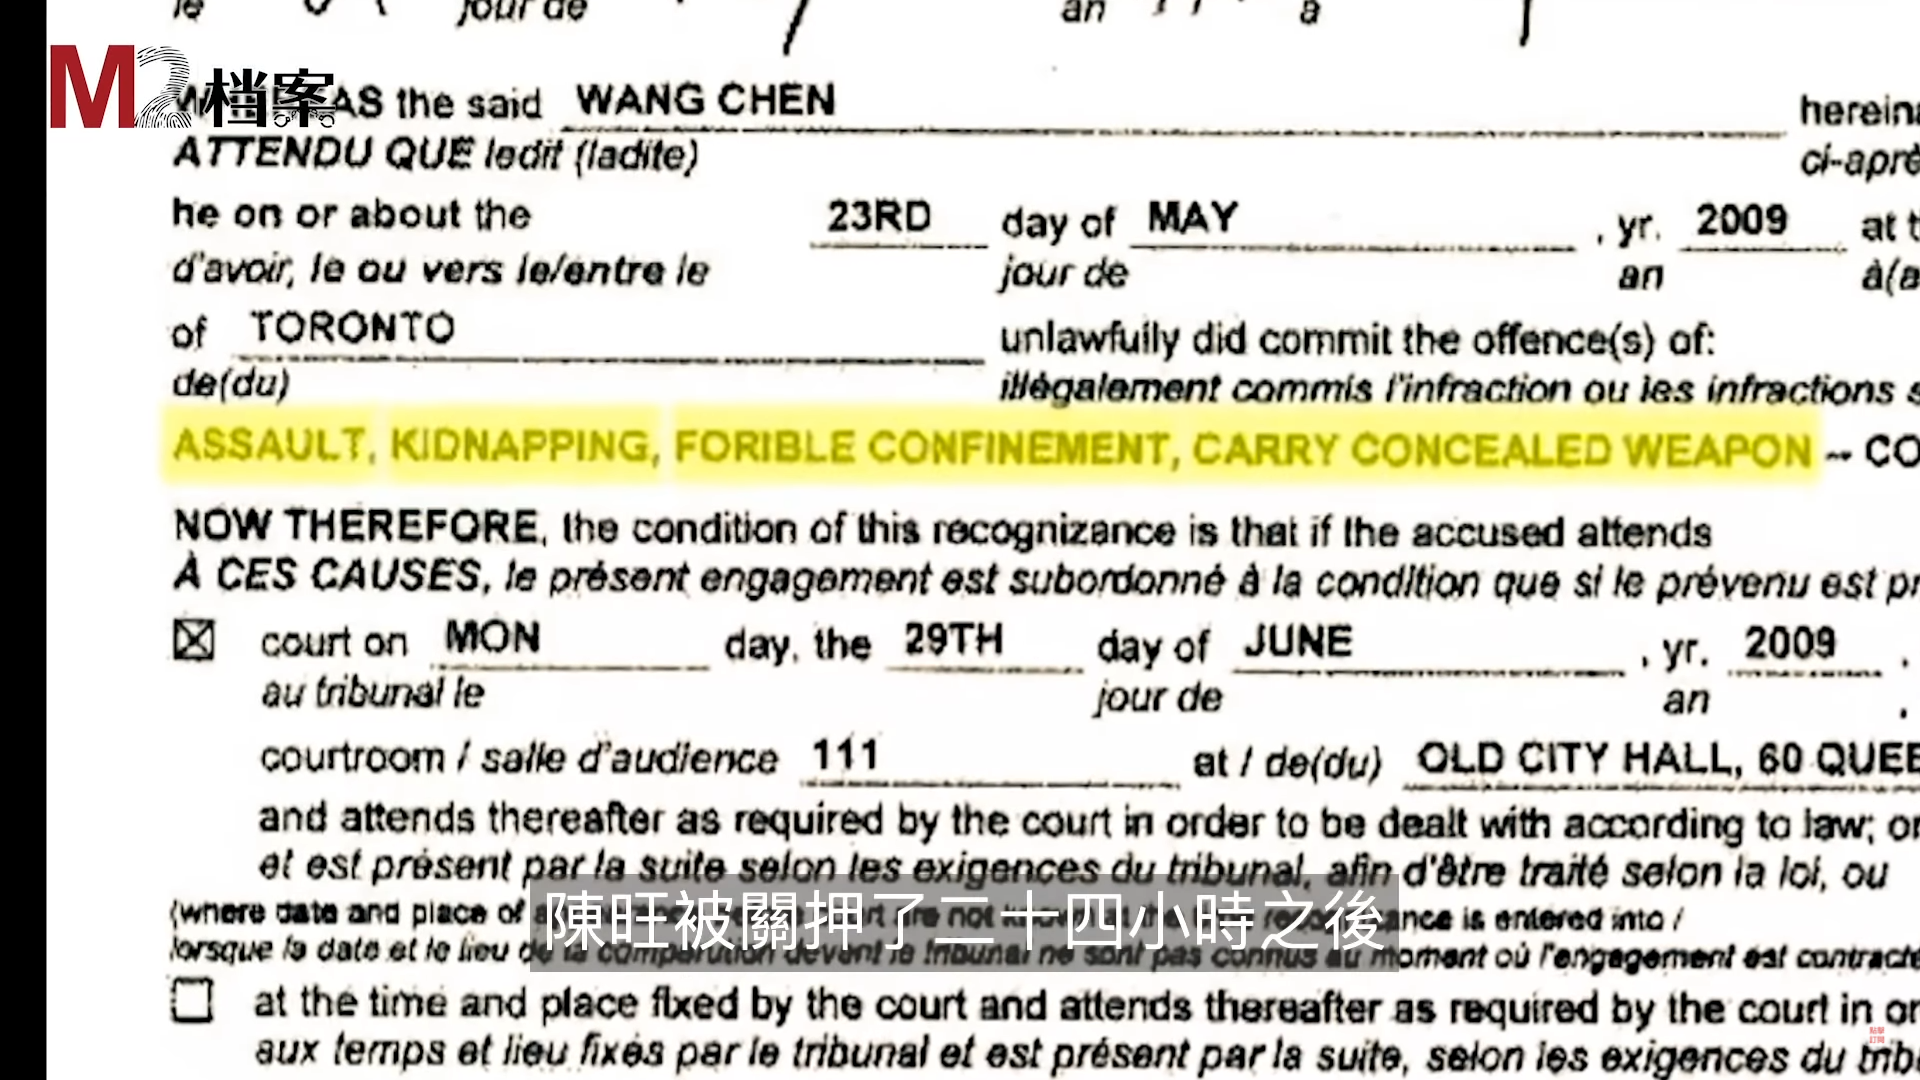 le jour de an à
M2档案
WHEREAS the said WANG CHEN herein
ATTENDU QUE ledit (ladite) ci-aprè
he on or about the 23RD day of MAY , yr. 2009 at t
d'avoir, le ou vers le/entre le jour de an à(a
of TORONTO unlawfully did commit the offence(s) of:
de(du) illégalement commis l'infraction ou les infractions s
ASSAULT, KIDNAPPING, FORIBLE CONFINEMENT, CARRY CONCEALED WEAPON -- CO
NOW THEREFORE, the condition of this recognizance is that if the accused attends
À CES CAUSES, le présent engagement est subordonné à la condition que si le prévenu est pr
court on MON day, the 29TH day of JUNE , yr. 2009 ,
au tribunal le jour de an ,
courtroom / salle d'audience 111 at / de(du) OLD CITY HALL, 60 QUEE
and attends thereafter as required by the court in order to be dealt with according to law; or
et est présent par la suite selon les exigences du tribunal, afin d'être traité selon la loi, ou
(where date and place of ance is entered into /
陳旺被關押了二十四小時之後
lorsque la date et le lieu de la comparution devant le tribunal ne sont pas connus au moment où l'engagement est contracté
at the time and place fixed by the court and attends thereafter as required by the court in or
aux temps et lieu fixés par le tribunal et est présent par la suite, selon les exigences du trib